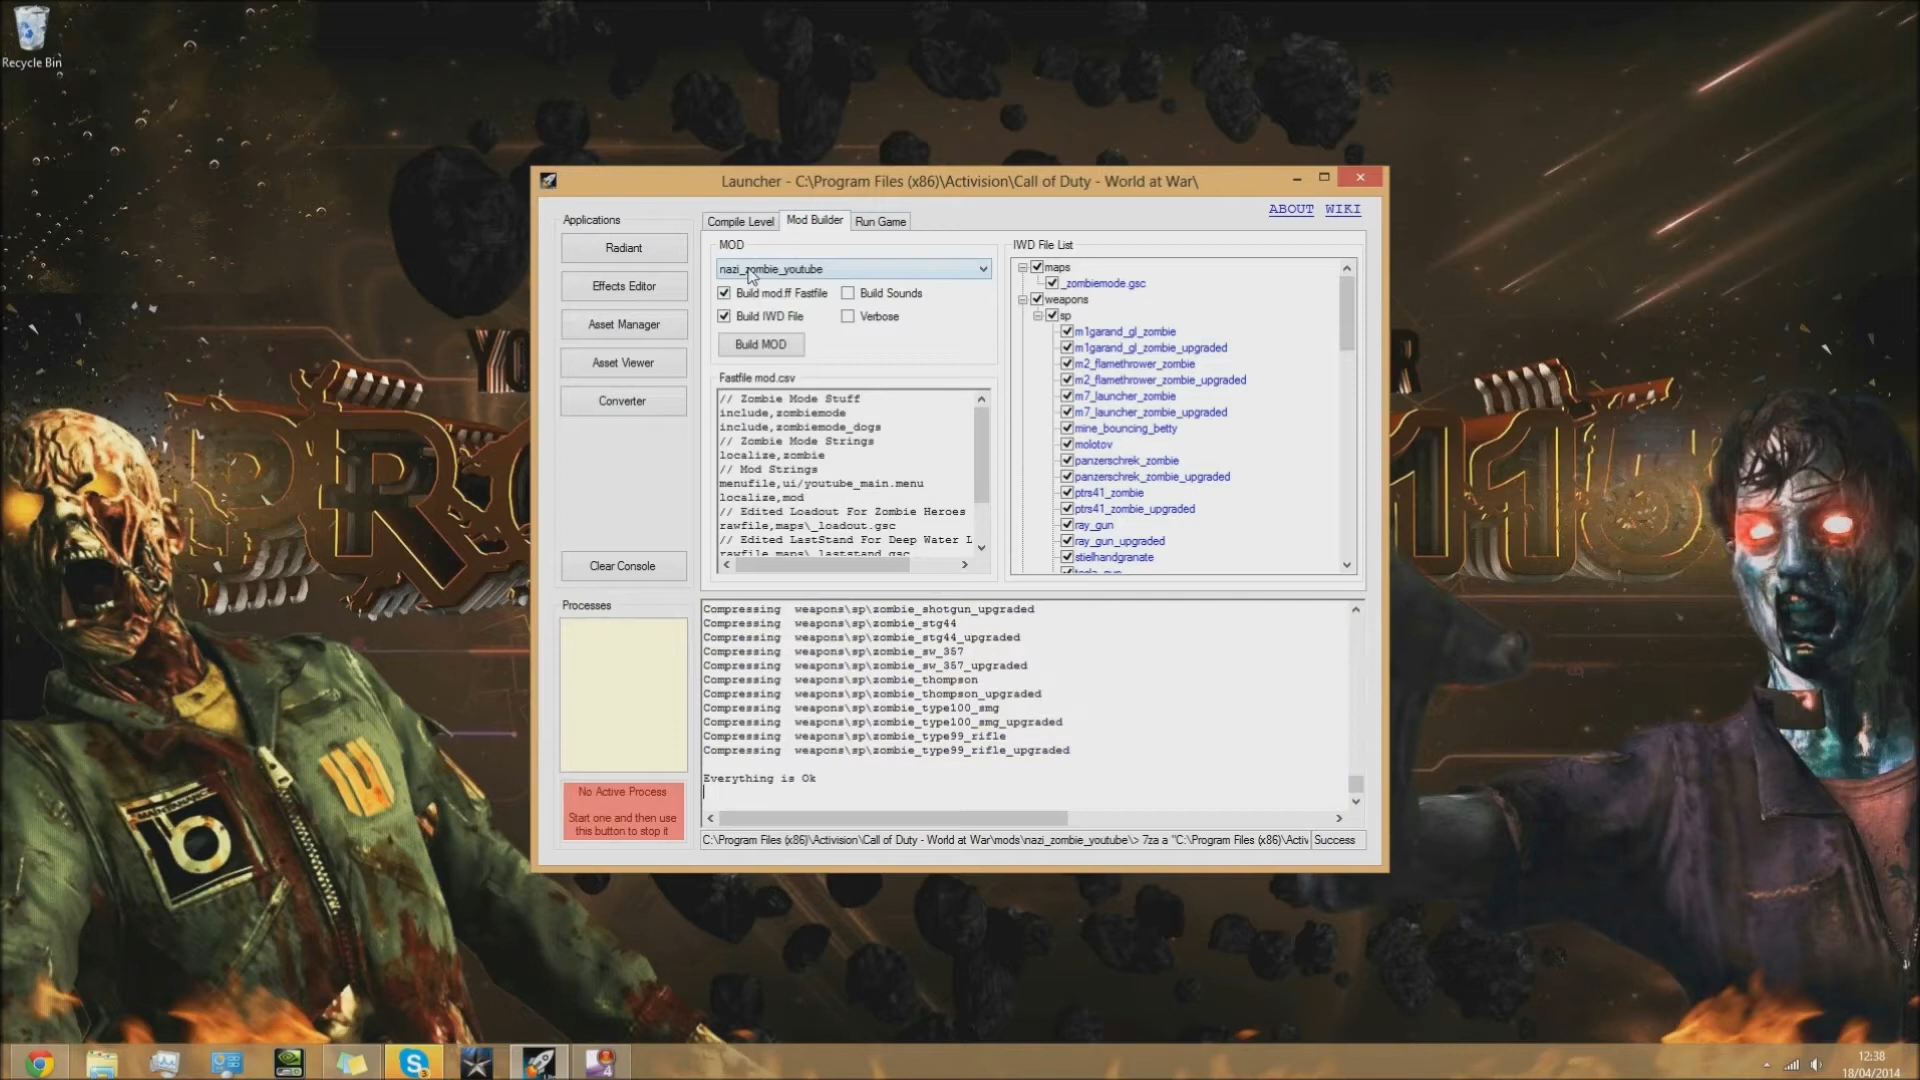 Recycle Bin
Launcher - C:\Program Files (x86)\Activision\Call of Duty - World at War\
ABOUT WIKI
Applications
Radiant
Effects Editor
Asset Manager
Asset Viewer
Converter
Clear Console
Processes
No Active Process
Start one and then use
this button to stop it
Compile Level Mod Builder Run Game
MOD
nazi_zombie_youtube
Build mod.ff Fastfile Build Sounds
Build IWD File Verbose
Build MOD
Fastfile mod.csv
// Zombie Mode Stuff
include,zombiemode
include,zombiemode_dogs
// Zombie Mode Strings
localize,zombie
// Mod Strings
menufile,ui/youtube_main.menu
localize,mod
// Edited Loadout For Zombie Heroes
rawfile,maps\_loadout.gsc
// Edited LastStand For Deep Water L
rawfile,maps\_laststand.gsc
IWD File List
maps
_zombiemode.gsc
weapons
sp
m1garand_gl_zombie
m1garand_gl_zombie_upgraded
m2_flamethrower_zombie
m2_flamethrower_zombie_upgraded
m7_launcher_zombie
m7_launcher_zombie_upgraded
mine_bouncing_betty
molotov
panzerschrek_zombie
panzerschrek_zombie_upgraded
ptrs41_zombie
ptrs41_zombie_upgraded
ray_gun
ray_gun_upgraded
stielhandgranate
tesla_gun
Compressing weapons\sp\zombie_shotgun_upgraded
Compressing weapons\sp\zombie_stg44
Compressing weapons\sp\zombie_stg44_upgraded
Compressing weapons\sp\zombie_sw_357
Compressing weapons\sp\zombie_sw_357_upgraded
Compressing weapons\sp\zombie_thompson
Compressing weapons\sp\zombie_thompson_upgraded
Compressing weapons\sp\zombie_type100_smg
Compressing weapons\sp\zombie_type100_smg_upgraded
Compressing weapons\sp\zombie_type99_rifle
Compressing weapons\sp\zombie_type99_rifle_upgraded
Everything is Ok
C:\Program Files (x86)\Activision\Call of Duty - World at War\mods\nazi_zombie_youtube\> 7za a "C:\Program Files (x86)\Activ Success
12:38
18/04/2014